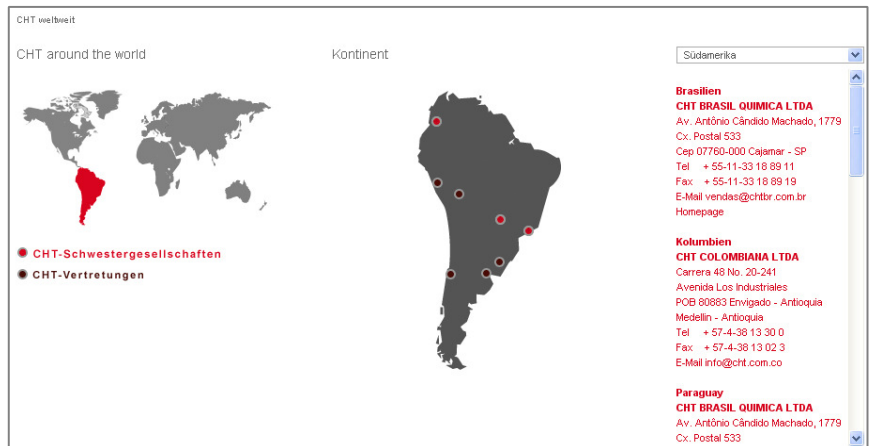 CHT weltweit
CHT around the world
Kontinent
Südamerika
CHT-Schwestergesellschaften
CHT-Vertretungen
Brasilien
CHT BRASIL QUIMICA LTDA
Av. Antônio Cândido Machado, 1779
Cx. Postal 533
Cep 07760-000 Cajamar - SP
Tel + 55-11-33 18 89 11
Fax + 55-11-33 18 89 19
E-Mail vendas@chtbr.com.br
Homepage
Kolumbien
CHT COLOMBIANA LTDA
Carrera 48 No. 20-241
Avenida Los Industriales
POB 80883 Envigado - Antioquia
Medellin - Antioquia
Tel + 57-4-38 13 30 0
Fax + 57-4-38 13 02 3
E-Mail info@cht.com.co
Paraguay
CHT BRASIL QUIMICA LTDA
Av. Antônio Cândido Machado, 1779
Cx. Postal 533